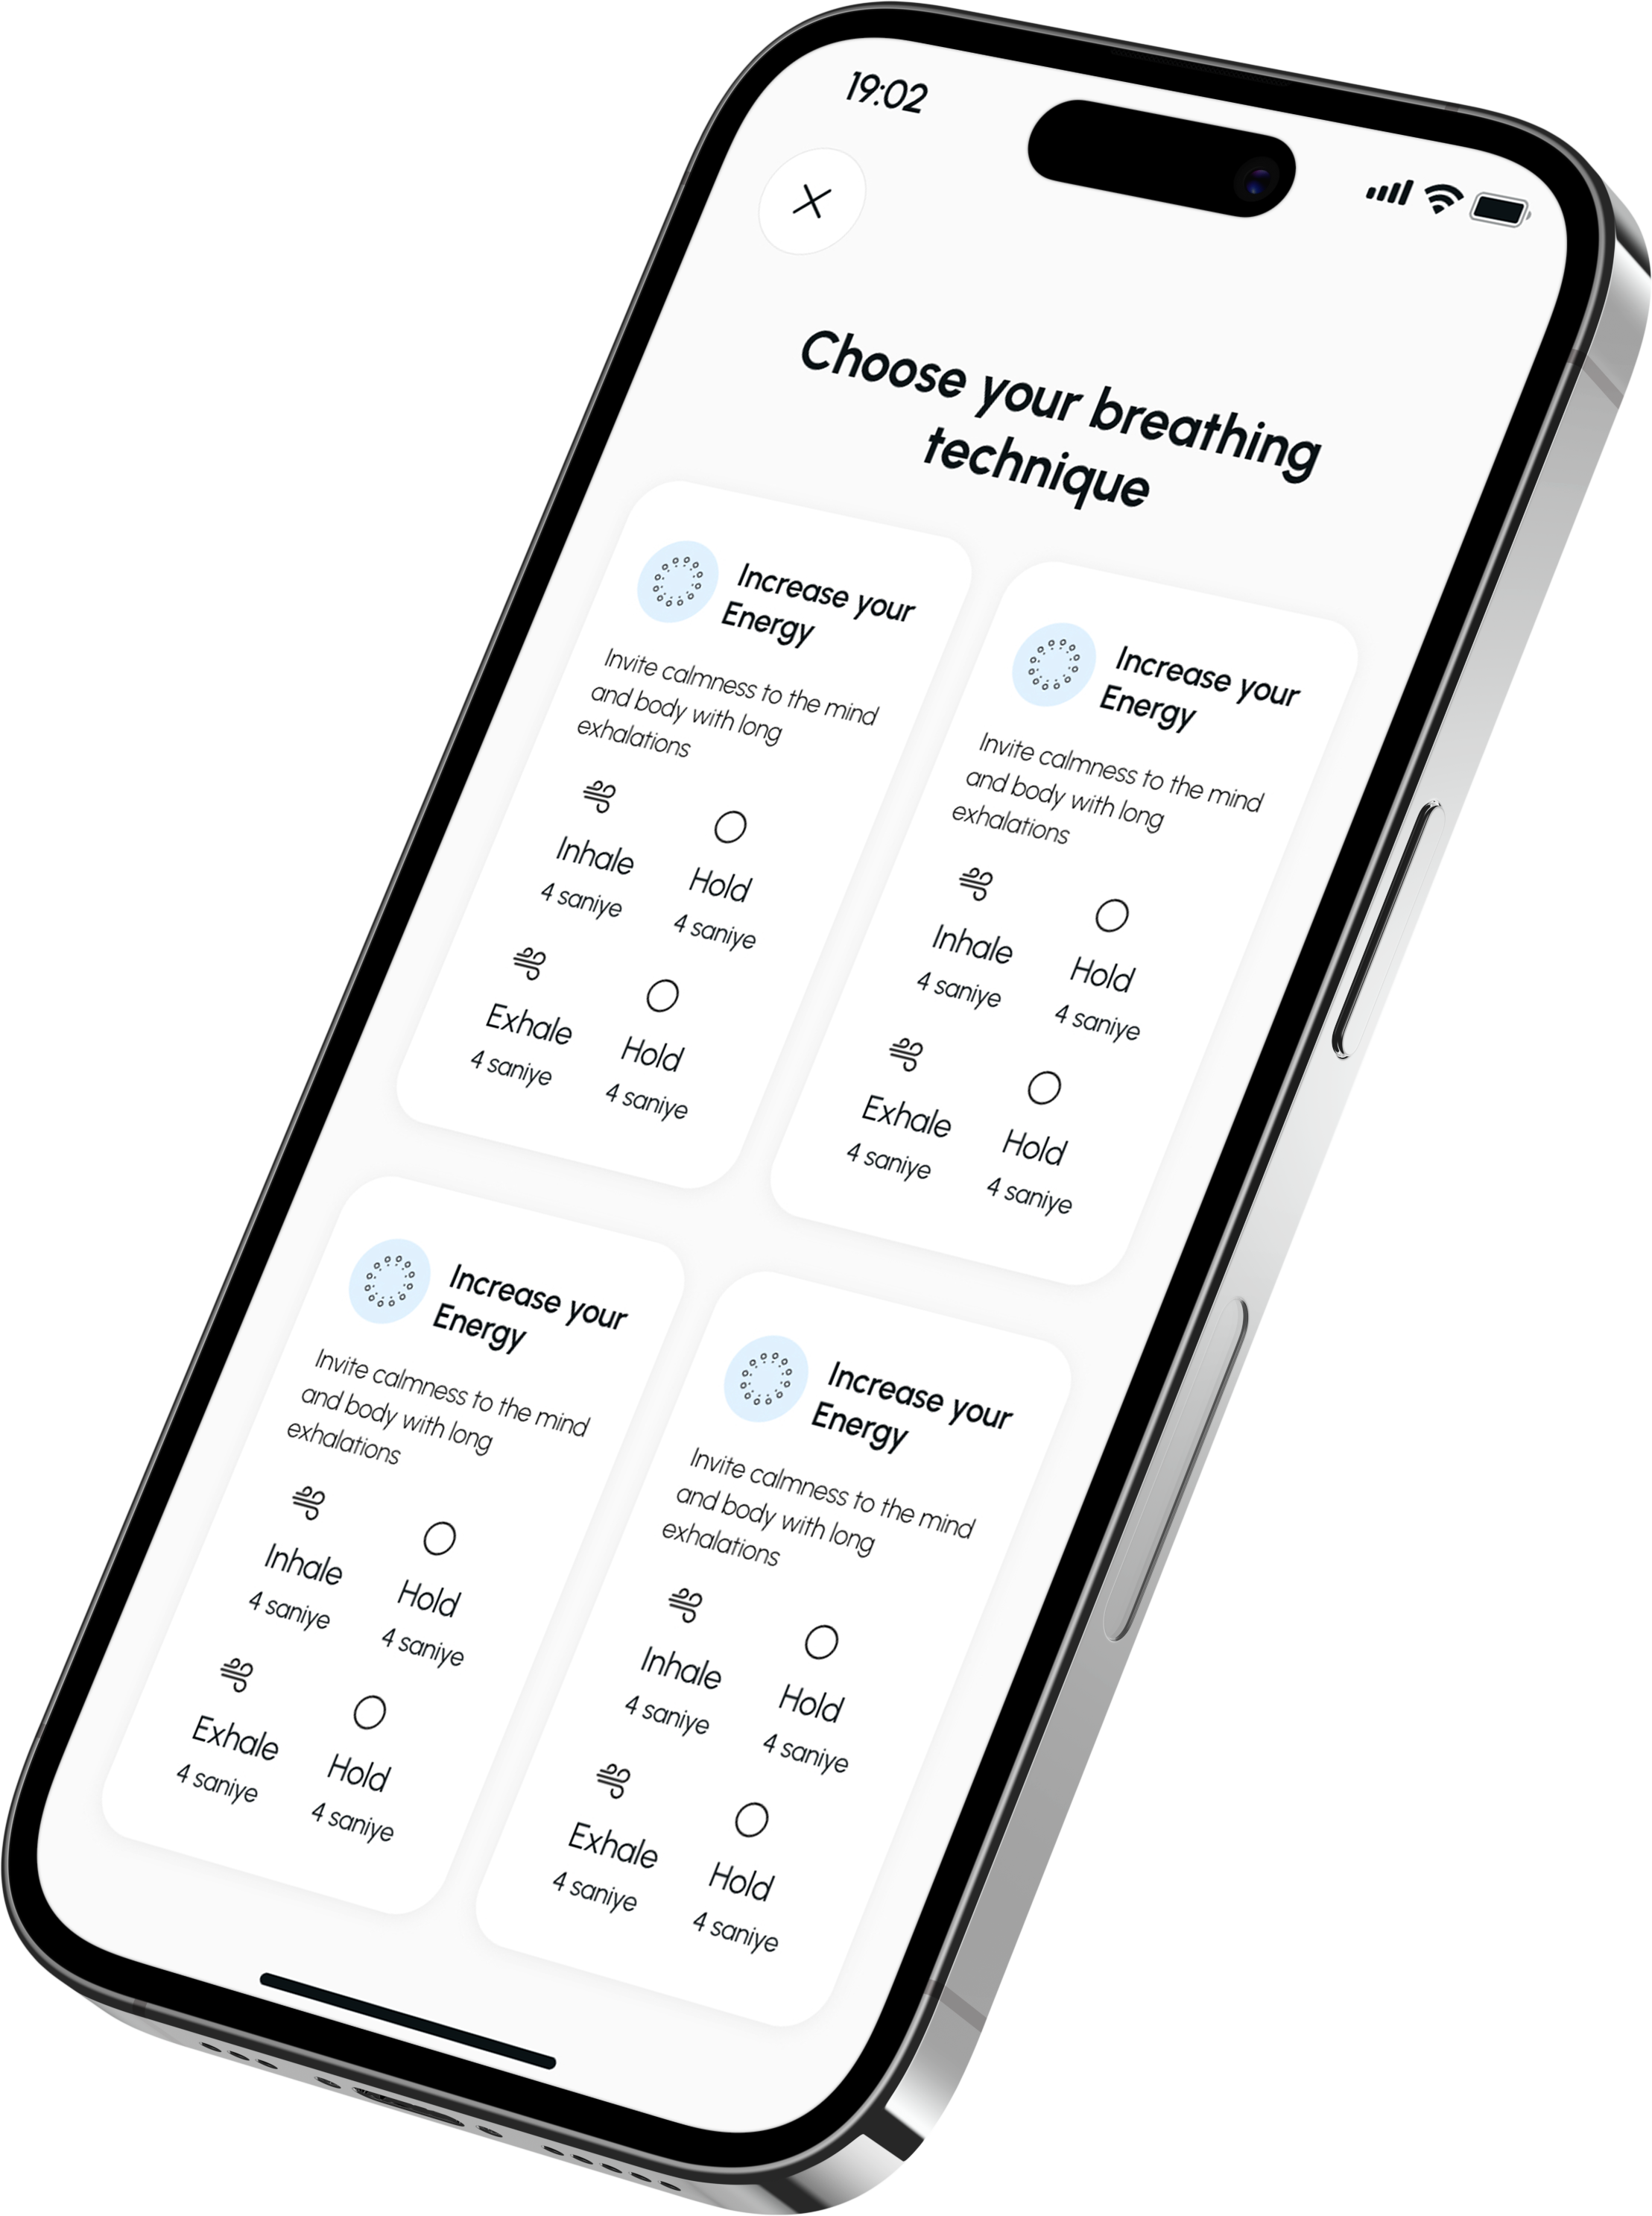 19:02
Choose your breathing
technique
Increase your
Energy
Invite calmness to the mind
and body with long
exhalations
Inhale
4 saniye
Hold
4 saniye
Exhale
4 saniye
Hold
4 saniye
Increase your
Energy
Invite calmness to the mind
and body with long
exhalations
Inhale
4 saniye
Hold
4 saniye
Exhale
4 saniye
Hold
4 saniye
Increase your
Energy
Invite calmness to the mind
and body with long
exhalations
Inhale
4 saniye
Hold
4 saniye
Exhale
4 saniye
Hold
4 saniye
Increase your
Energy
Invite calmness to the mind
and body with long
exhalations
Inhale
4 saniye
Hold
4 saniye
Exhale
4 saniye
Hold
4 saniye